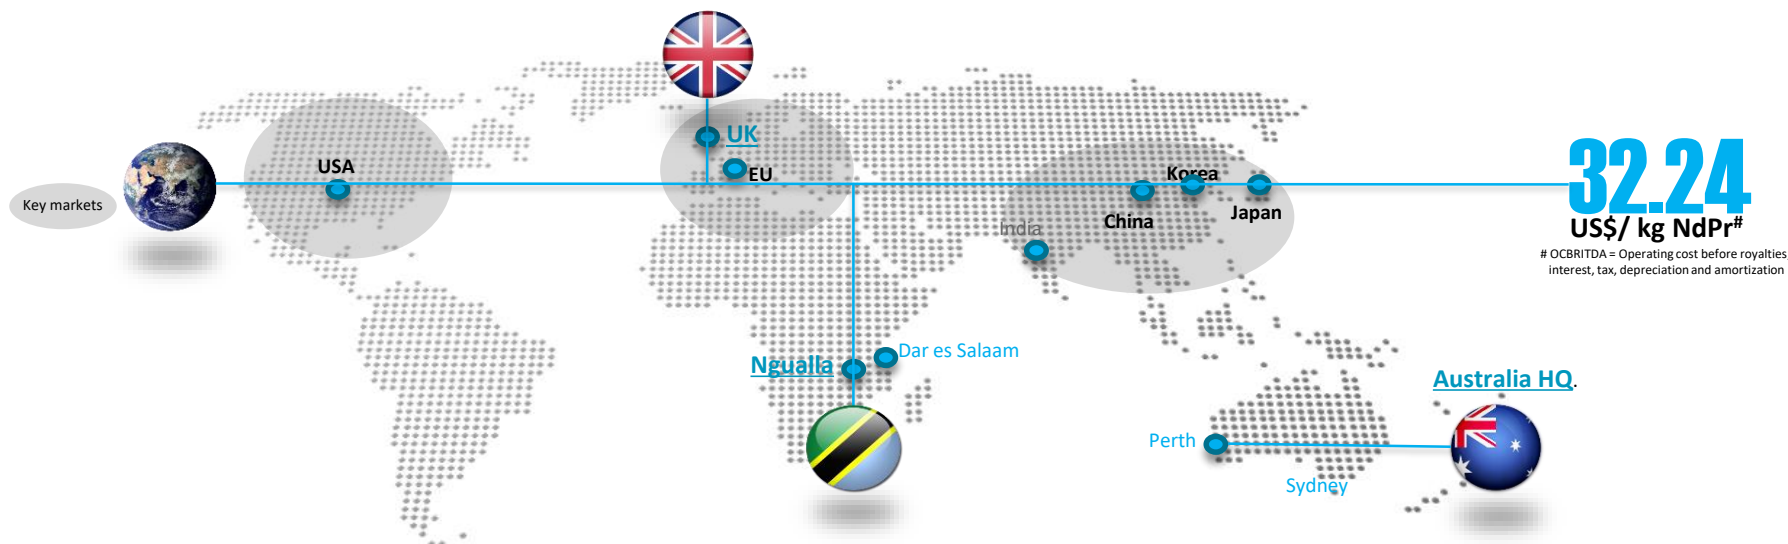 UK
USA
EU
Key markets
Korea
China
Japan
India
32.24
US$/ kg NdPr#
# OCBRITDA = Operating cost before royalties
interest, tax, depreciation and amortization
Ngualla
Dar es Salaam
Australia HQ.
Perth
Sydney